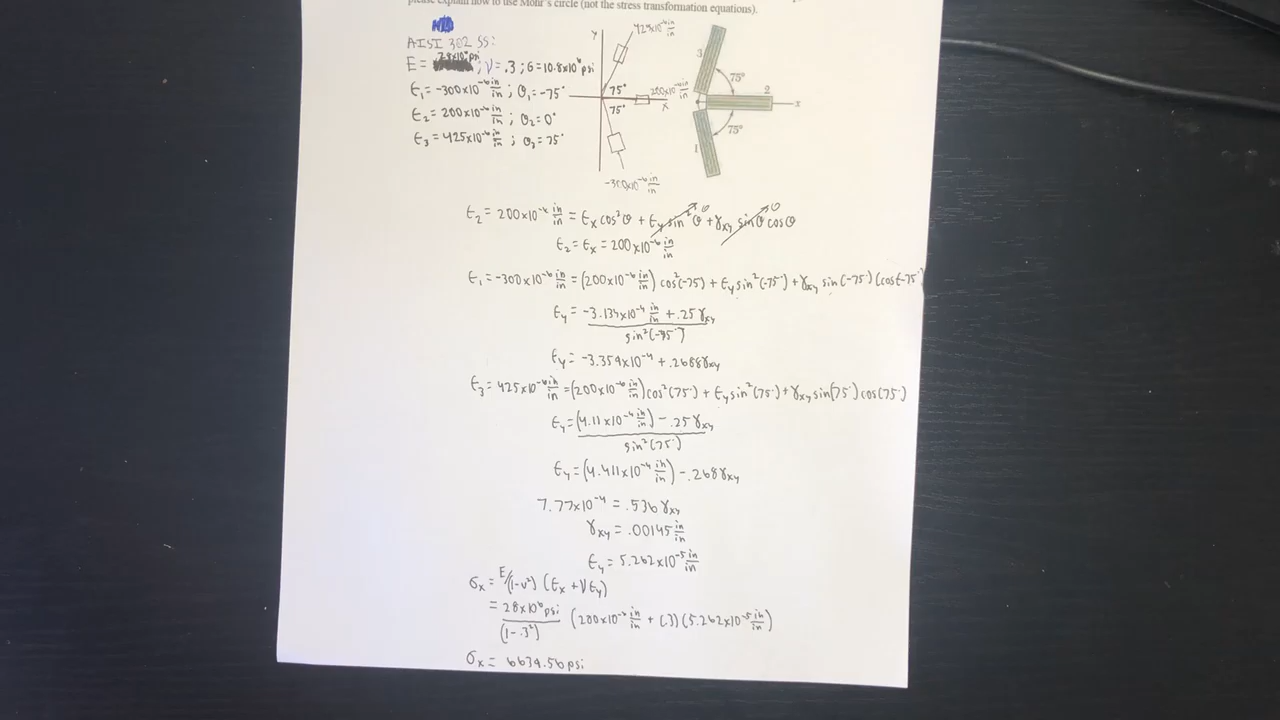 please explain how to use Mohr's circle (not the stress transformation equations).
AISI 302 SS:
E = 28x10⁶ psi ; ν = .3 ; G = 10.8x10⁶ psi
ϵ₁ = -300x10⁻⁶ in/in ; θ₁ = -75°
ϵ₂ = 200x10⁻⁶ in/in ; θ₂ = 0°
ϵ₃ = 425x10⁻⁶ in/in ; θ₃ = 75°
y
425x10⁻⁶ in/in
75°
200x10⁻⁶ in/in
x
75°
-300x10⁻⁶ in/in
3
75°
2
x
75°
1
ϵ₂ = 200x10⁻⁶ in/in = ϵx cos²θ + ϵy sin²θ + γxy sinθ cosθ
0
0
ϵ₂ = ϵx = 200x10⁻⁶ in/in
ϵ₁ = -300x10⁻⁶ in/in = (200x10⁻⁶ in/in) cos²(-75) + ϵy sin²(-75°) + γxy sin(-75°) (cos(-75°
ϵy = -3.134x10⁻⁴ in/in + .25 γxy
sin²(-75°)
ϵy = -3.359x10⁻⁴ + .2688γxy
ϵ₃ = 425x10⁻⁶ in/in = (200x10⁻⁶ in/in) cos²(75°) + ϵy sin²(75°) + γxy sin(75°) cos(75°)
ϵy = (4.11x10⁻⁴ in/in) - .25 γxy
sin²(75°)
ϵy = (4.411x10⁻⁴ in/in) - .268γxy
7.77x10⁻⁴ = .536 γxy
γxy = .00145 in/in
ϵy = 5.262x10⁻⁵ in/in
σx = E/(1-ν²) (ϵx + νϵy)
= 28x10⁶ psi / (1-.3²) (200x10⁻⁶ in/in + (.3)(5.262x10⁻⁵ in/in)
σx = 6639.56 psi